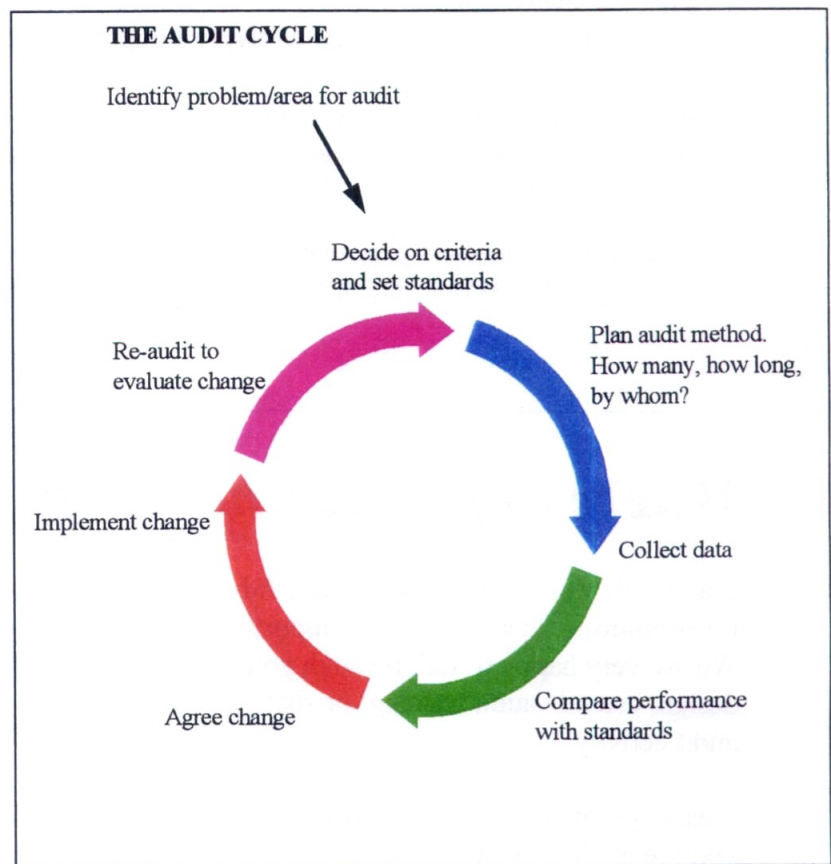 THE AUDIT CYCLE
Identify problem/area for audit
Decide on criteria
and set standards
Plan audit method.
How many, how long,
by whom?
Collect data
Compare performance
with standards
Agree change
Implement change
Re-audit to
evaluate change